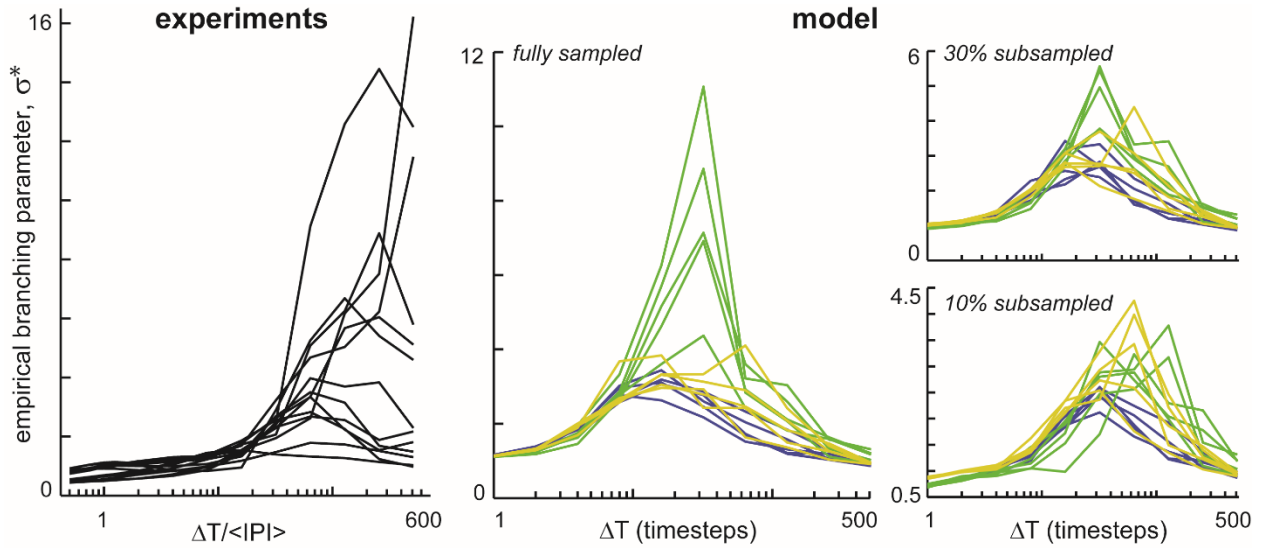 experiments
model
16
0
empirical branching parameter, σ*
1
600
ΔT/<IPI>
fully sampled
12
0
1
500
ΔT (timesteps)
30% subsampled
6
0
10% subsampled
4.5
0.5
1
500
ΔT (timesteps)